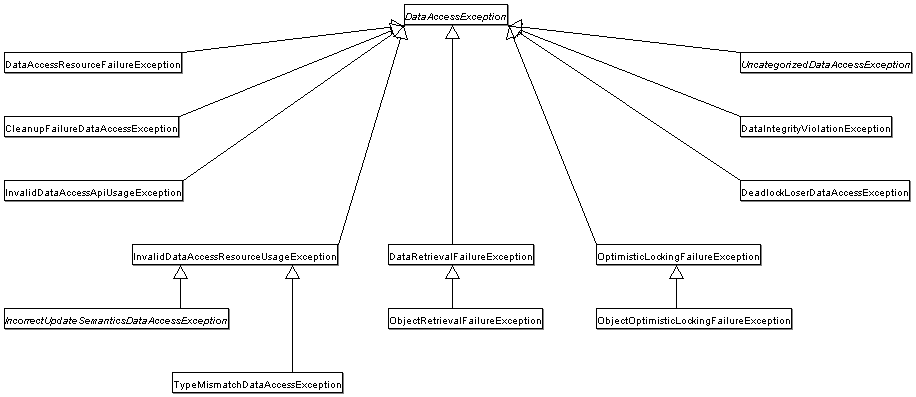 DataAccessException
DataAccessResourceFailureException
UncategorizedDataAccessException
CleanupFailureDataAccessException
DataIntegrityViolationException
InvalidDataAccessApiUsageException
DeadlockLoserDataAccessException
InvalidDataAccessResourceUsageException
DataRetrievalFailureException
OptimisticLockingFailureException
IncorrectUpdateSemanticsDataAccessException
ObjectRetrievalFailureException
ObjectOptimisticLockingFailureException
TypeMismatchDataAccessException